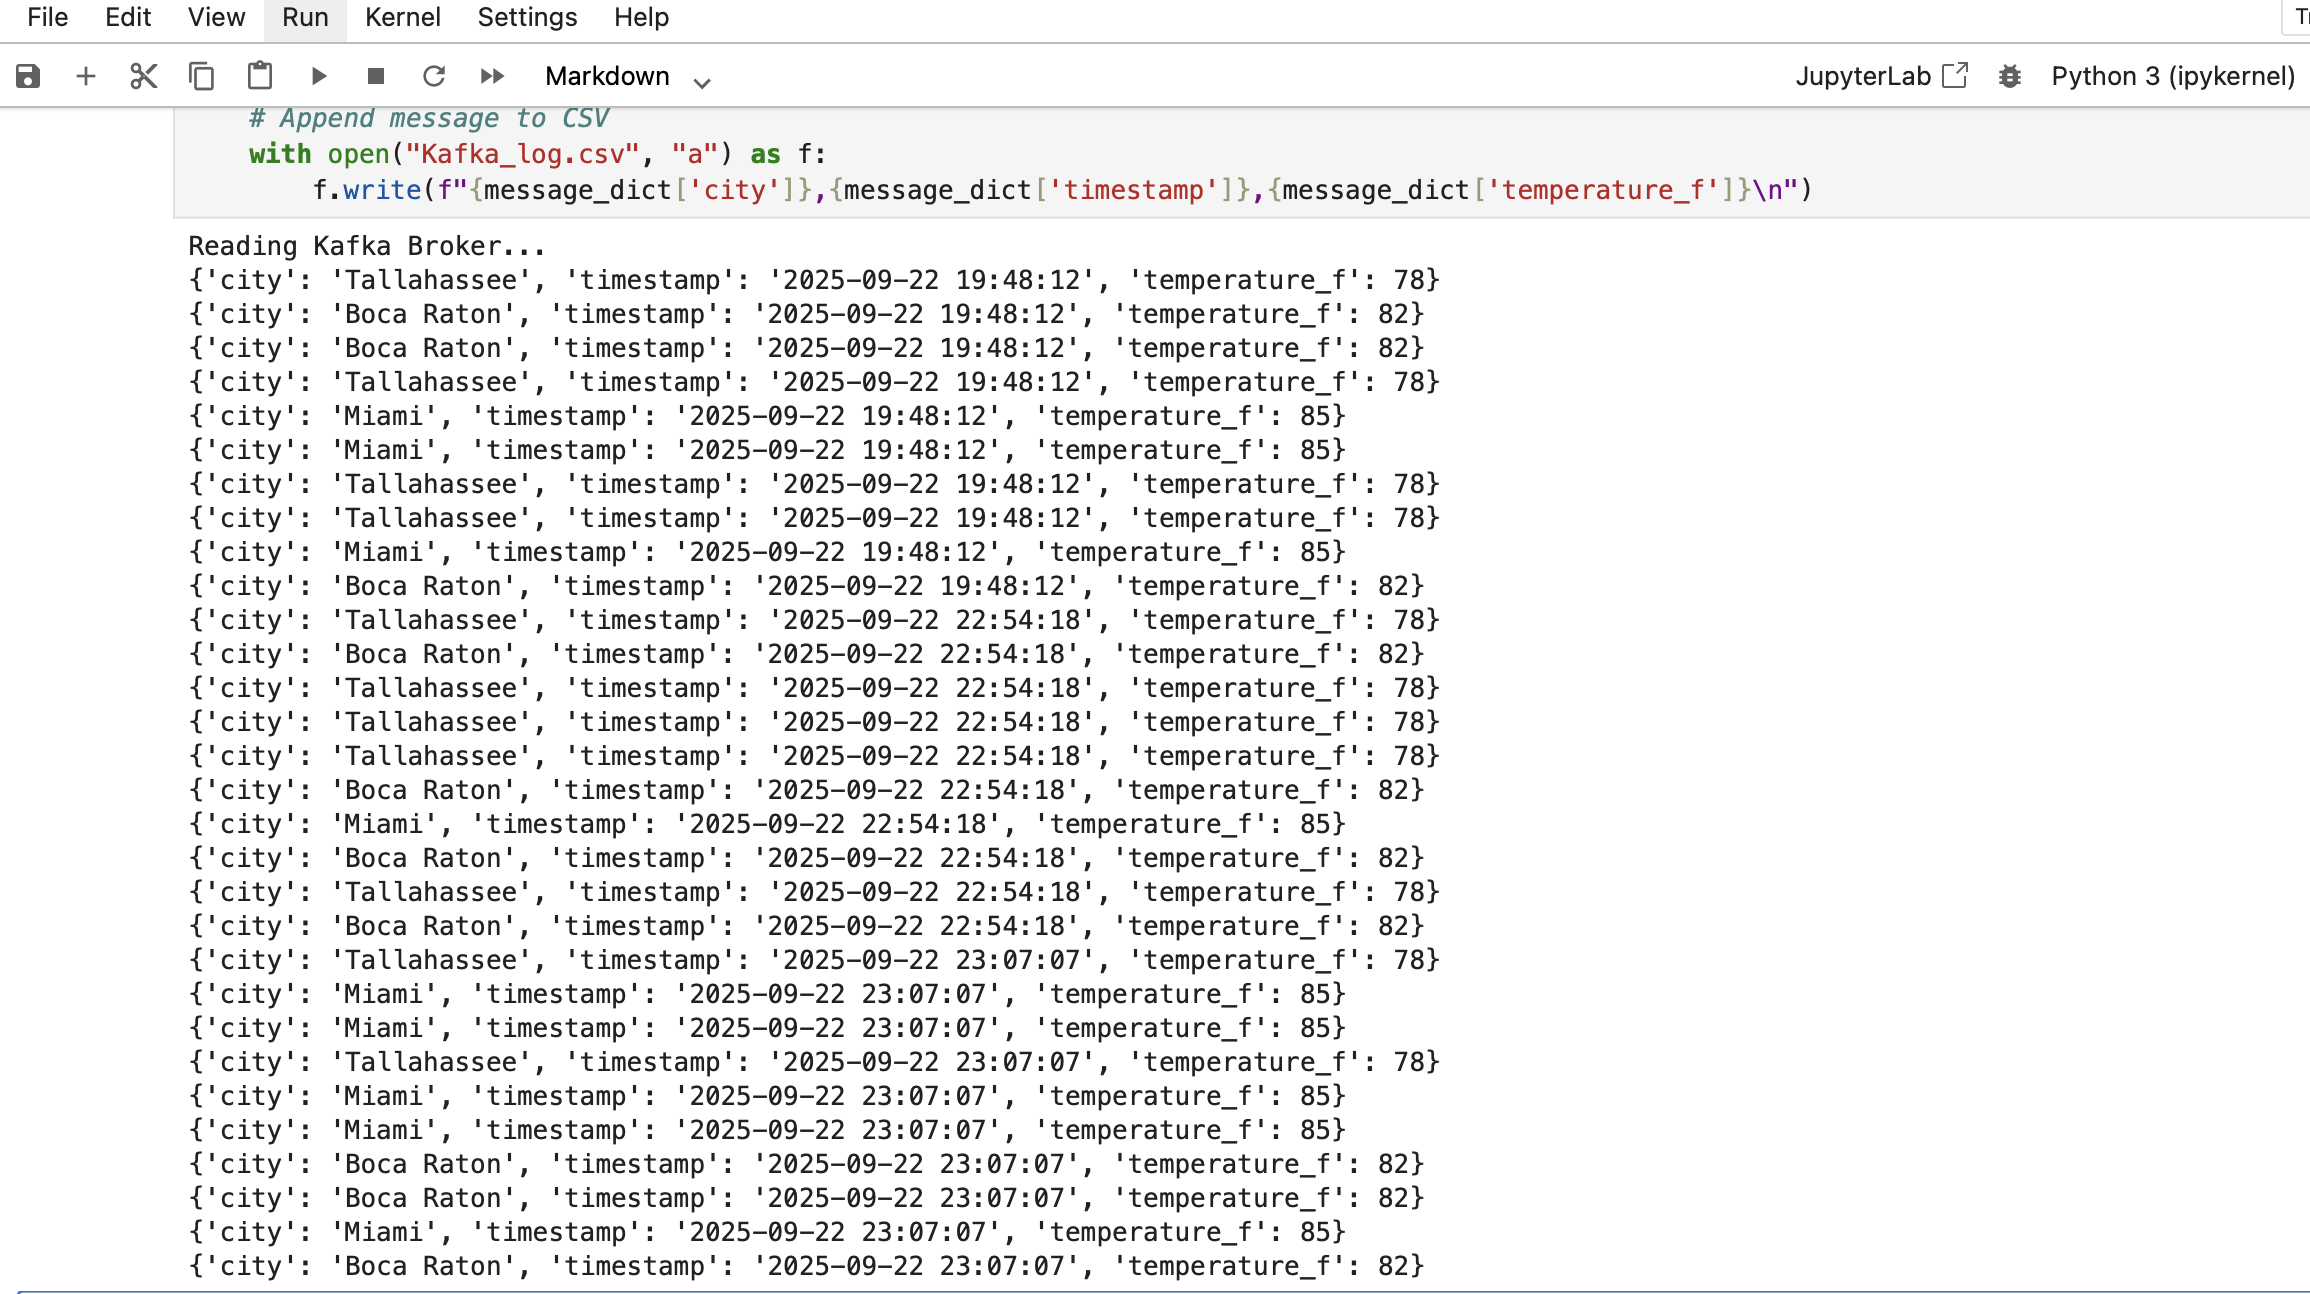 File Edit View Run Kernel Settings Help
Markdown JupyterLab Python 3 (ipykernel)
# Append message to CSV
with open("Kafka_log.csv", "a") as f:
f.write(f"{message_dict['city']},{message_dict['timestamp']},{message_dict['temperature_f']}\n")
Reading Kafka Broker...
{'city': 'Tallahassee', 'timestamp': '2025-09-22 19:48:12', 'temperature_f': 78}
{'city': 'Boca Raton', 'timestamp': '2025-09-22 19:48:12', 'temperature_f': 82}
{'city': 'Boca Raton', 'timestamp': '2025-09-22 19:48:12', 'temperature_f': 82}
{'city': 'Tallahassee', 'timestamp': '2025-09-22 19:48:12', 'temperature_f': 78}
{'city': 'Miami', 'timestamp': '2025-09-22 19:48:12', 'temperature_f': 85}
{'city': 'Miami', 'timestamp': '2025-09-22 19:48:12', 'temperature_f': 85}
{'city': 'Tallahassee', 'timestamp': '2025-09-22 19:48:12', 'temperature_f': 78}
{'city': 'Tallahassee', 'timestamp': '2025-09-22 19:48:12', 'temperature_f': 78}
{'city': 'Miami', 'timestamp': '2025-09-22 19:48:12', 'temperature_f': 85}
{'city': 'Boca Raton', 'timestamp': '2025-09-22 19:48:12', 'temperature_f': 82}
{'city': 'Tallahassee', 'timestamp': '2025-09-22 22:54:18', 'temperature_f': 78}
{'city': 'Boca Raton', 'timestamp': '2025-09-22 22:54:18', 'temperature_f': 82}
{'city': 'Tallahassee', 'timestamp': '2025-09-22 22:54:18', 'temperature_f': 78}
{'city': 'Tallahassee', 'timestamp': '2025-09-22 22:54:18', 'temperature_f': 78}
{'city': 'Tallahassee', 'timestamp': '2025-09-22 22:54:18', 'temperature_f': 78}
{'city': 'Boca Raton', 'timestamp': '2025-09-22 22:54:18', 'temperature_f': 82}
{'city': 'Miami', 'timestamp': '2025-09-22 22:54:18', 'temperature_f': 85}
{'city': 'Boca Raton', 'timestamp': '2025-09-22 22:54:18', 'temperature_f': 82}
{'city': 'Tallahassee', 'timestamp': '2025-09-22 22:54:18', 'temperature_f': 78}
{'city': 'Boca Raton', 'timestamp': '2025-09-22 22:54:18', 'temperature_f': 82}
{'city': 'Tallahassee', 'timestamp': '2025-09-22 23:07:07', 'temperature_f': 78}
{'city': 'Miami', 'timestamp': '2025-09-22 23:07:07', 'temperature_f': 85}
{'city': 'Miami', 'timestamp': '2025-09-22 23:07:07', 'temperature_f': 85}
{'city': 'Tallahassee', 'timestamp': '2025-09-22 23:07:07', 'temperature_f': 78}
{'city': 'Miami', 'timestamp': '2025-09-22 23:07:07', 'temperature_f': 85}
{'city': 'Miami', 'timestamp': '2025-09-22 23:07:07', 'temperature_f': 85}
{'city': 'Boca Raton', 'timestamp': '2025-09-22 23:07:07', 'temperature_f': 82}
{'city': 'Boca Raton', 'timestamp': '2025-09-22 23:07:07', 'temperature_f': 82}
{'city': 'Miami', 'timestamp': '2025-09-22 23:07:07', 'temperature_f': 85}
{'city': 'Boca Raton', 'timestamp': '2025-09-22 23:07:07', 'temperature_f': 82}